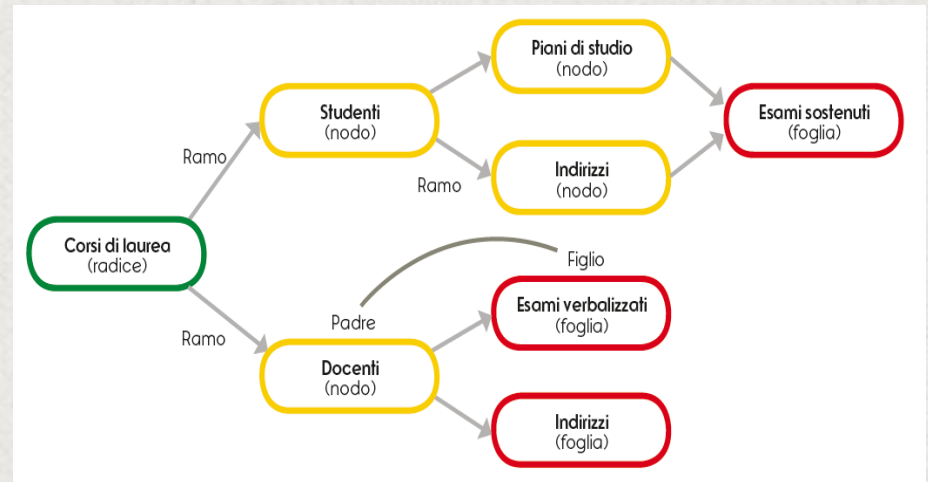 Piani di studio
(nodo)
Studenti
(nodo)
Esami sostenuti
(foglia)
Ramo
Ramo
Indirizzi
(nodo)
Corsi di laurea
(radice)
Figlio
Esami verbalizzati
(foglia)
Padre
Ramo
Docenti
(nodo)
Indirizzi
(foglia)